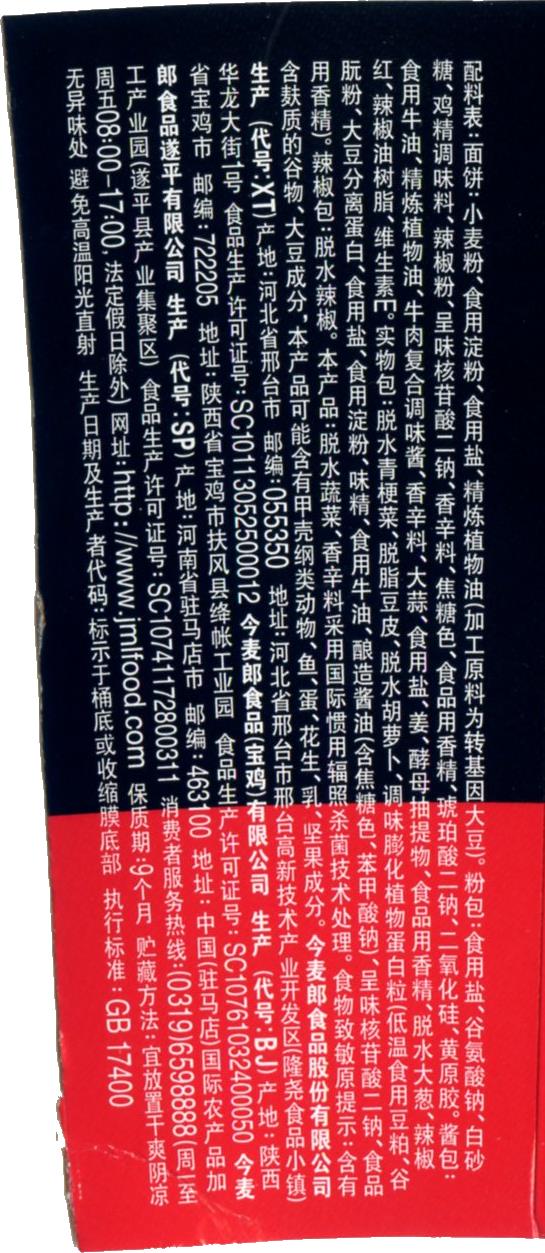 配料表:面饼:小麦粉、食用淀粉、食用盐、精炼植物油(加工原料为转基因大豆)。粉包:食用盐、谷氨酸钠、白砂
糖、鸡精调味料、辣椒粉、呈味核苷酸二钠、香辛料、焦糖色、食品用香精、琥珀酸二钠、二氧化硅、黄原胶。酱包:
食用牛油、精炼植物油、牛肉复合调味酱、香辛料、大蒜、食用盐、姜、酵母抽提物、食品用香精、脱水大葱、辣椒
红、辣椒油树脂、维生素E。实物包:脱水青梗菜、脱脂豆皮、脱水胡萝卜、调味膨化植物蛋白粒(低温食用豆粕、谷
朊粉、大豆分离蛋白、食用盐、食用淀粉、味精、食用牛油、酿造酱油(含焦糖色、苯甲酸钠)、呈味核苷酸二钠、食品
用香精)。辣椒包:脱水辣椒。本产品:脱水蔬菜、香辛料采用国际惯用辐照杀菌技术处理。食物致敏原提示:含有
含麸质的谷物、大豆成分,本产品可能含有甲壳纲类动物、鱼、蛋、花生、乳、坚果成分。今麦郎食品股份有限公司
生产(代号:XT)产地:河北省邢台市 邮编:055350 地址:河北省邢台市邢台高新技术产业开发区(隆尧食品小镇)
华龙大街1号 食品生产许可证号:SC10113052500012 今麦郎食品(宝鸡)有限公司 生产(代号:BJ)产地:陕西
省宝鸡市 邮编:722205 地址:陕西省宝鸡市扶风县绛帐工业园 食品生产许可证号:SC10761032400050 今麦
郎食品遂平有限公司 生产(代号:SP)产地:河南省驻马店市 邮编:463100 地址:中国(驻马店)国际农产品加
工产业园(遂平县产业集聚区) 食品生产许可证号:SC10741172800311 消费者服务热线:(0319)6598888(周一至
周五08:00-17:00,法定假日除外) 网址:http://www.jmlfood.com 保质期:9个月 贮藏方法:宜放置干爽阴凉
无异味处 避免高温阳光直射 生产日期及生产者代码:标示于桶底或收缩膜底部 执行标准:GB 17400